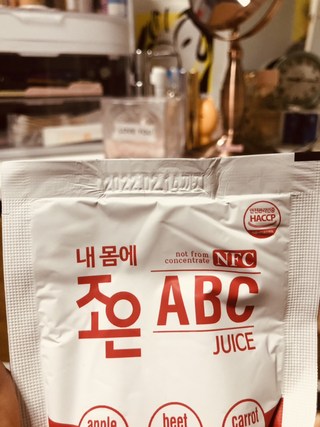 내 몸에
조은
not from
concentrate NFC
ABC
JUICE
HACCP
apple
beet
carrot